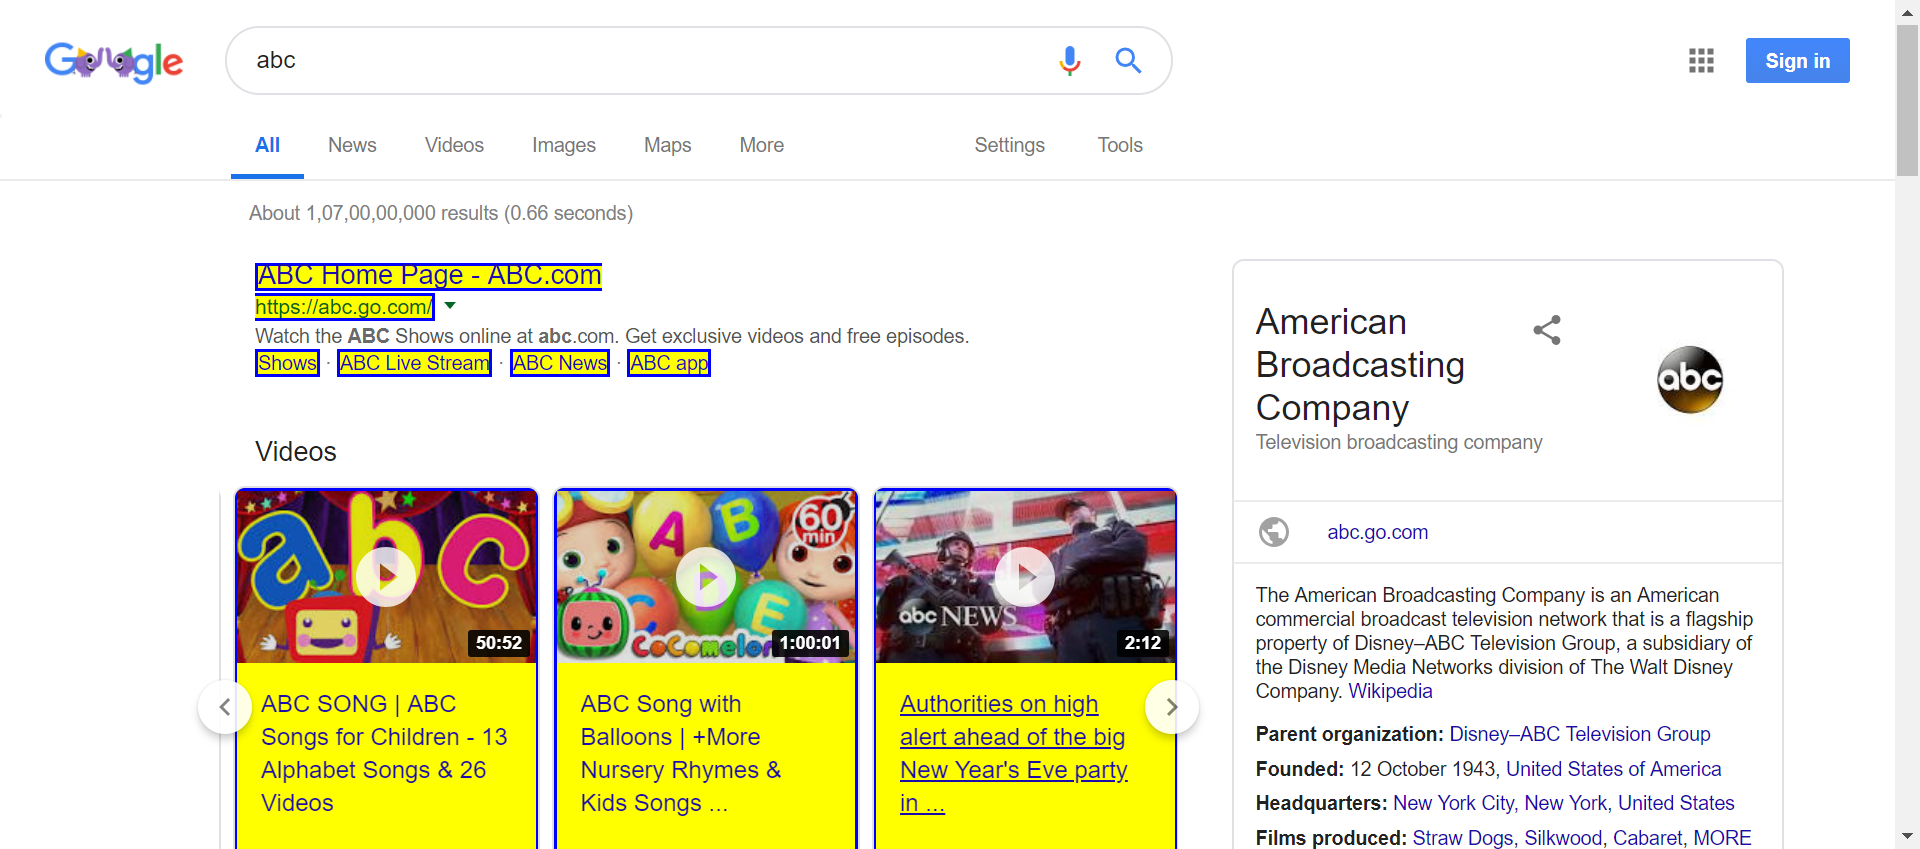 Google
abc
Sign in
All News Videos Images Maps More Settings Tools
About 1,07,00,00,000 results (0.66 seconds)
ABC Home Page - ABC.com
https://abc.go.com/
Watch the ABC Shows online at abc.com. Get exclusive videos and free episodes.
Shows · ABC Live Stream · ABC News · ABC app
Videos
abc
50:52
ABC SONG | ABC
Songs for Children - 13
Alphabet Songs & 26
Videos
60
min
A B
C E
CoComelon
1:00:01
ABC Song with
Balloons | +More
Nursery Rhymes &
Kids Songs ...
abc NEWS
2:12
Authorities on high
alert ahead of the big
New Year's Eve party
in ...
American
Broadcasting
Company
abc
Television broadcasting company
abc.go.com
The American Broadcasting Company is an American
commercial broadcast television network that is a flagship
property of Disney–ABC Television Group, a subsidiary of
the Disney Media Networks division of The Walt Disney
Company. Wikipedia
Parent organization: Disney–ABC Television Group
Founded: 12 October 1943, United States of America
Headquarters: New York City, New York, United States
Films produced: Straw Dogs, Silkwood, Cabaret, MORE